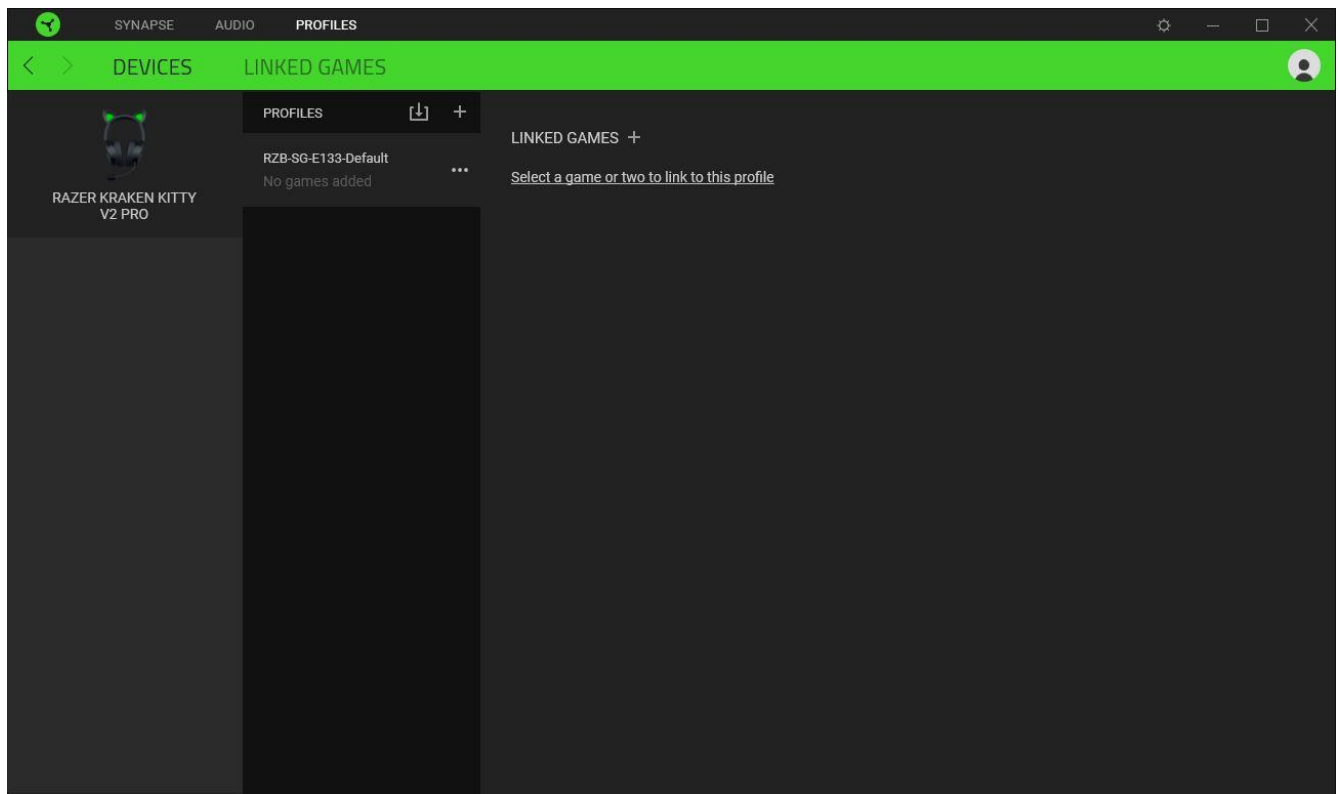 SYNAPSE AUDIO PROFILES
DEVICES LINKED GAMES
RAZER KRAKEN KITTY
V2 PRO
PROFILES
RZB-SG-E133-Default
No games added
LINKED GAMES +
Select a game or two to link to this profile